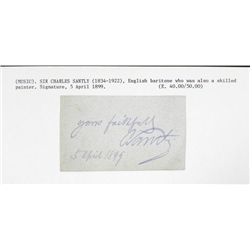 (MUSIC). SIR CHARLES SANTLY (1834-1922), English baritone who was also a skilled
painter. Signature, 5 April 1899. (E. 40.00/50.00)
yours faithfully
CSantley
5 April 1899